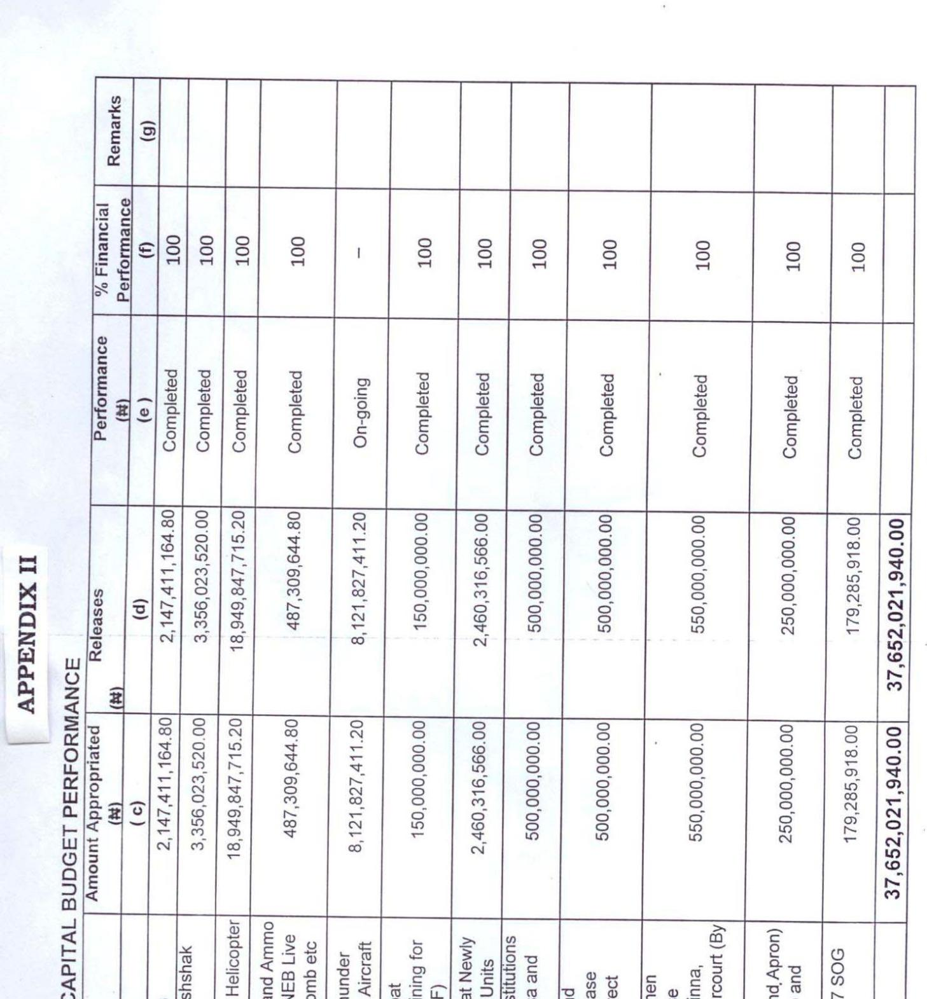 APPENDIX II
CAPITAL BUDGET PERFORMANCE
Amount Appropriated (₦) Releases (₦) Performance (₦) % Financial Performance Remarks
( c) (d) (e ) (f) (g)
2,147,411,164.80 2,147,411,164.80 Completed 100
shshak 3,356,023,520.00 3,356,023,520.00 Completed 100
Helicopter 18,949,847,715.20 18,949,847,715.20 Completed 100
and Ammo
NEB Live 487,309,644.80 487,309,644.80 Completed 100
omb etc
hunder
Aircraft 8,121,827,411.20 8,121,827,411.20 On-going –
oat
ining for 150,000,000.00 150,000,000.00 Completed 100
F)
at Newly
Units 2,460,316,566.00 2,460,316,566.00 Completed 100
stitutions
sa and 500,000,000.00 500,000,000.00 Completed 100
nd
ase 500,000,000.00 500,000,000.00 Completed 100
rect
hen
se
linna, 550,000,000.00 550,000,000.00 Completed 100
rcourt (By
nd,Apron)
and 250,000,000.00 250,000,000.00 Completed 100
7 SOG 179,285,918.00 179,285,918.00 Completed 100
37,652,021,940.00 37,652,021,940.00